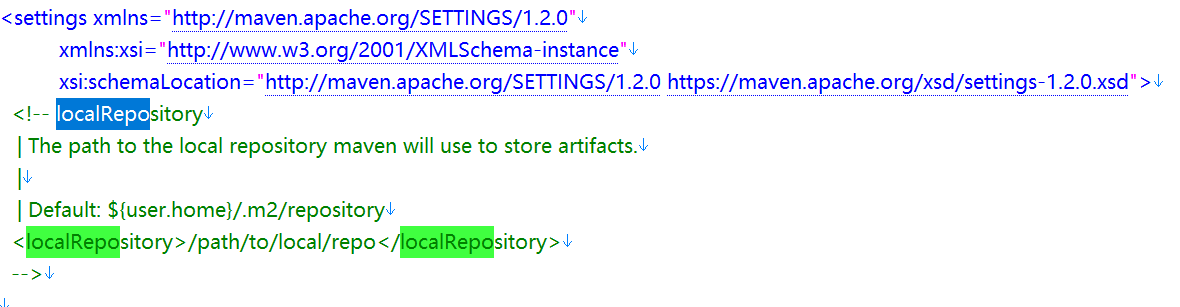 <settings xmlns="http://maven.apache.org/SETTINGS/1.2.0"↓
xmlns:xsi="http://www.w3.org/2001/XMLSchema-instance"↓
xsi:schemaLocation="http://maven.apache.org/SETTINGS/1.2.0 https://maven.apache.org/xsd/settings-1.2.0.xsd">↓
<!-- localRepository↓
| The path to the local repository maven will use to store artifacts.↓
|↓
| Default: ${user.home}/.m2/repository↓
<localRepository>/path/to/local/repo</localRepository>↓
-->↓
↓